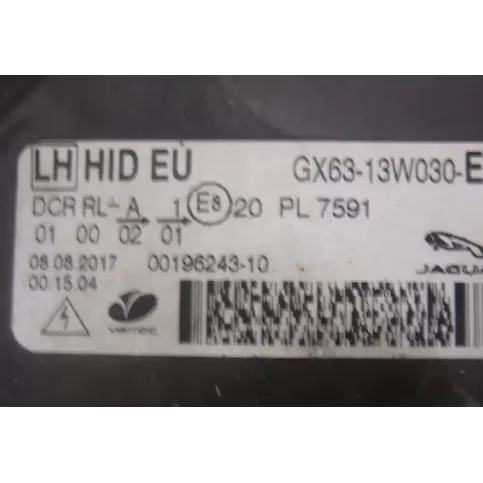 LH HID EU GX63-13W030-E
DCR RL A 1 E8 20 PL 7591
01 00 02 01
08.08.2017 00196243-10
00.15.04
JAGUA